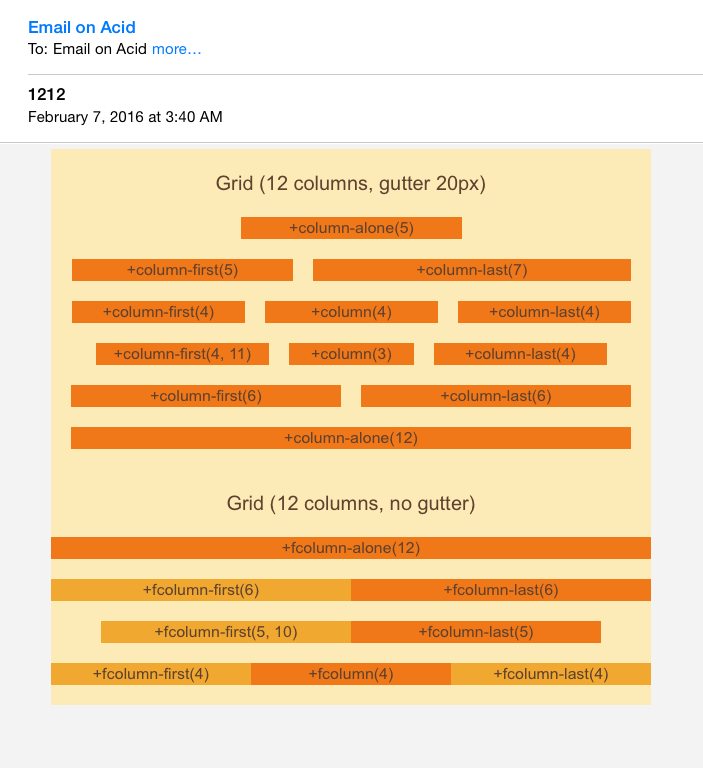 Email on Acid
To: Email on Acid more…
1212
February 7, 2016 at 3:40 AM
Grid (12 columns, gutter 20px)
+column-alone(5)
+column-first(5) +column-last(7)
+column-first(4) +column(4) +column-last(4)
+column-first(4, 11) +column(3) +column-last(4)
+column-first(6) +column-last(6)
+column-alone(12)
Grid (12 columns, no gutter)
+fcolumn-alone(12)
+fcolumn-first(6) +fcolumn-last(6)
+fcolumn-first(5, 10) +fcolumn-last(5)
+fcolumn-first(4) +fcolumn(4) +fcolumn-last(4)